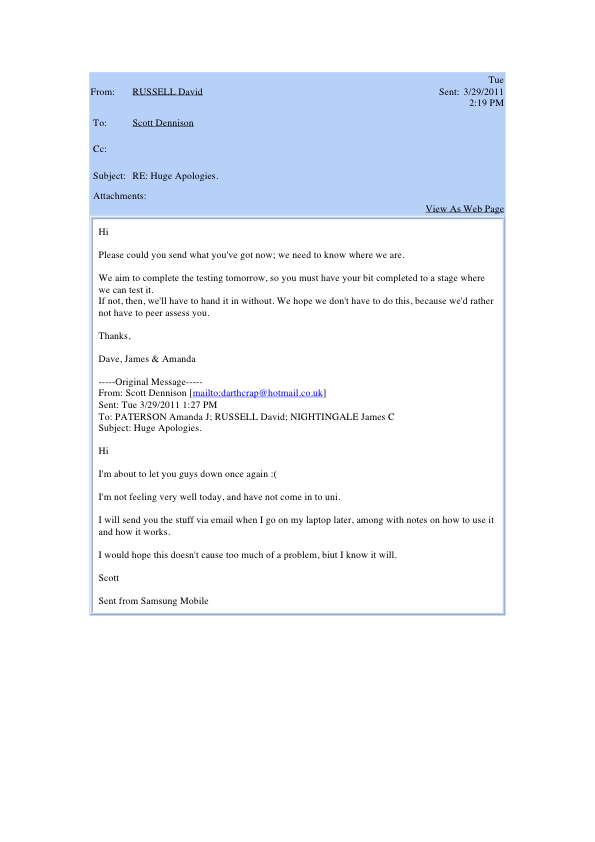 Tue
From: RUSSELL David Sent: 3/29/2011
2:19 PM
To: Scott Dennison
Cc:
Subject: RE: Huge Apologies.
Attachments:
View As Web Page
Hi
Please could you send what you've got now; we need to know where we are.
We aim to complete the testing tomorrow, so you must have your bit completed to a stage where
we can test it.
If not, then, we'll have to hand it in without. We hope we don't have to do this, because we'd rather
not have to peer assess you.
Thanks,
Dave, James & Amanda
-----Original Message-----
From: Scott Dennison [mailto:darthcrap@hotmail.co.uk]
Sent: Tue 3/29/2011 1:27 PM
To: PATERSON Amanda J; RUSSELL David; NIGHTINGALE James C
Subject: Huge Apologies.
Hi
I'm about to let you guys down once again :(
I'm not feeling very well today, and have not come in to uni.
I will send you the stuff via email when I go on my laptop later, among with notes on how to use it
and how it works.
I would hope this doesn't cause too much of a problem, biut I know it will.
Scott
Sent from Samsung Mobile